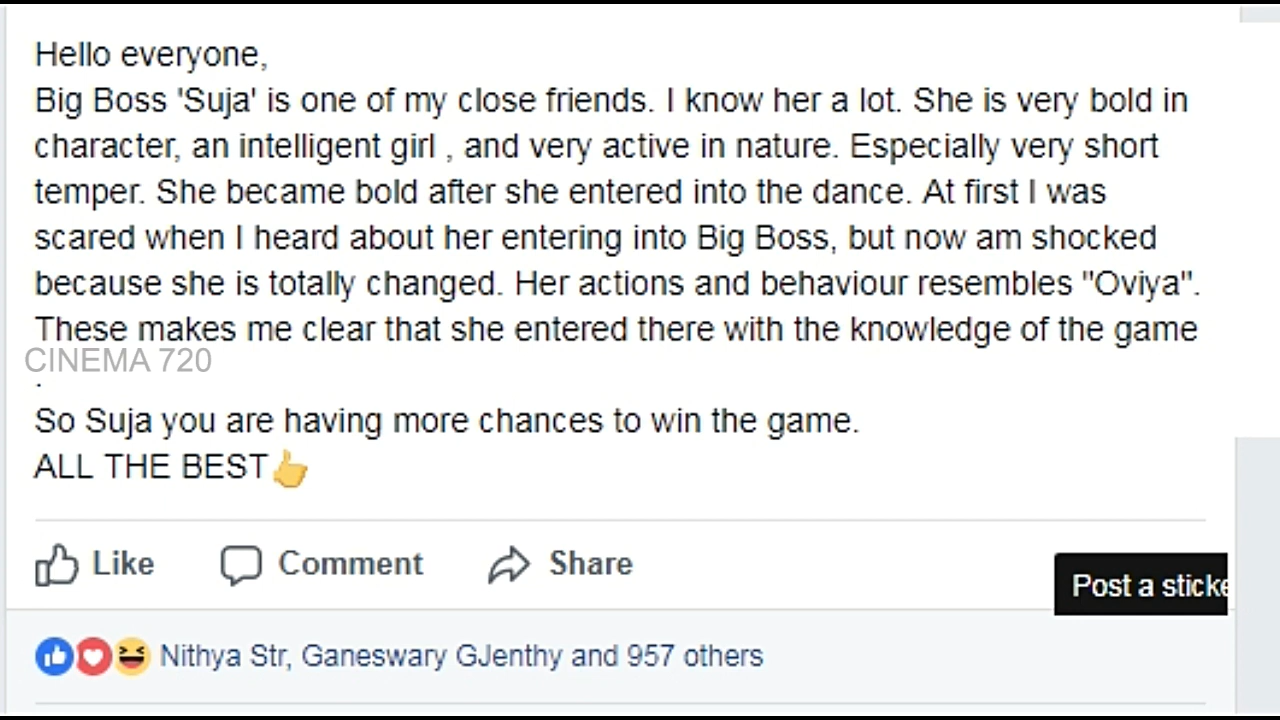 Hello everyone,
Big Boss 'Suja' is one of my close friends. I know her a lot. She is very bold in
character, an intelligent girl , and very active in nature. Especially very short
temper. She became bold after she entered into the dance. At first I was
scared when I heard about her entering into Big Boss, but now am shocked
because she is totally changed. Her actions and behaviour resembles "Oviya".
These makes me clear that she entered there with the knowledge of the game
CINEMA 720
.
So Suja you are having more chances to win the game.
ALL THE BEST👆
Like Comment Share
Post a sticke
Nithya Str, Ganeswary GJenthy and 957 others